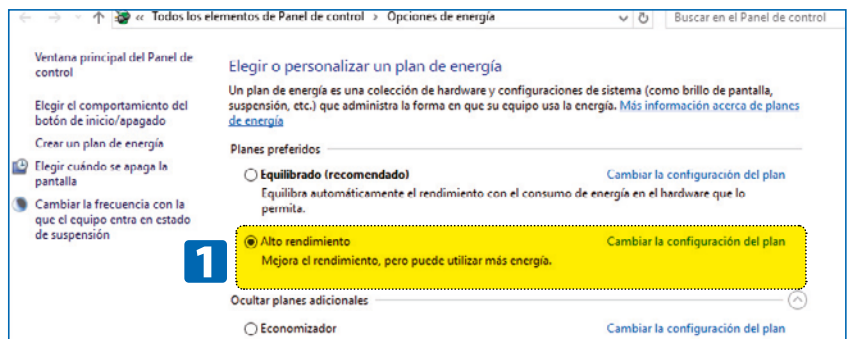 « Todos los elementos de Panel de control › Opciones de energía
Buscar en el Panel de control
Ventana principal del Panel de
control
Elegir el comportamiento del
botón de inicio/apagado
Crear un plan de energía
Elegir cuándo se apaga la
pantalla
Cambiar la frecuencia con la
que el equipo entra en estado
de suspensión
Elegir o personalizar un plan de energía
Un plan de energía es una colección de hardware y configuraciones de sistema (como brillo de pantalla,
suspensión, etc.) que administra la forma en que su equipo usa la energía. Más información acerca de planes
de energía
Planes preferidos
Equilibrado (recomendado) Cambiar la configuración del plan
Equilibra automáticamente el rendimiento con el consumo de energía en el hardware que lo
permita.
1
Alto rendimiento Cambiar la configuración del plan
Mejora el rendimiento, pero puede utilizar más energía.
Ocultar planes adicionales
Economizador Cambiar la configuración del plan